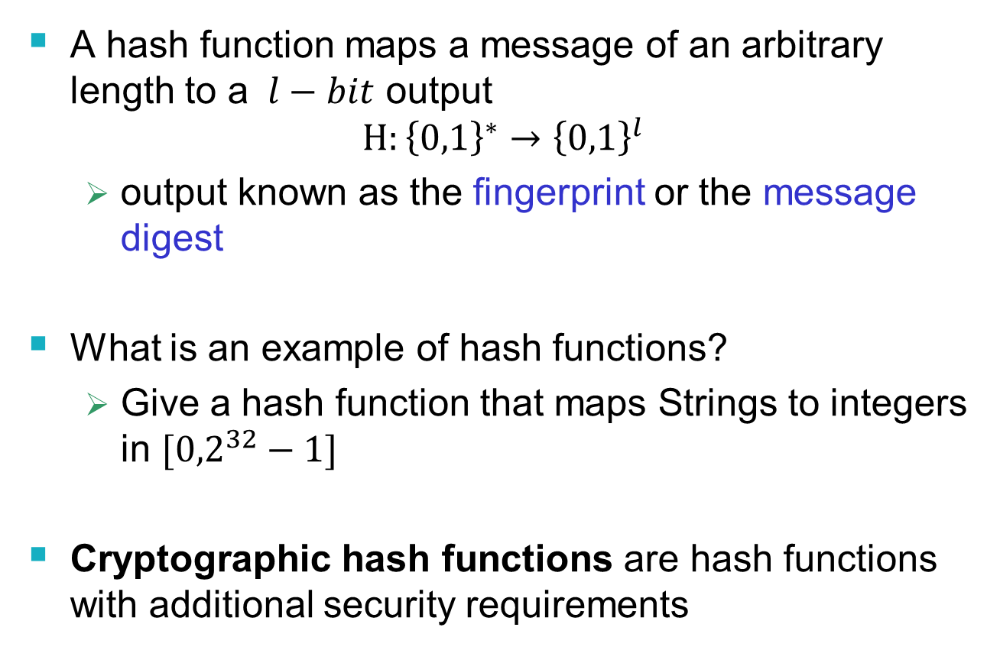 A hash function maps a message of an arbitrary
length to a l − bit output
H: {0,1}* → {0,1}^l
output known as the fingerprint or the message
digest
What is an example of hash functions?
Give a hash function that maps Strings to integers
in [0,2^32 − 1]
Cryptographic hash functions are hash functions
with additional security requirements